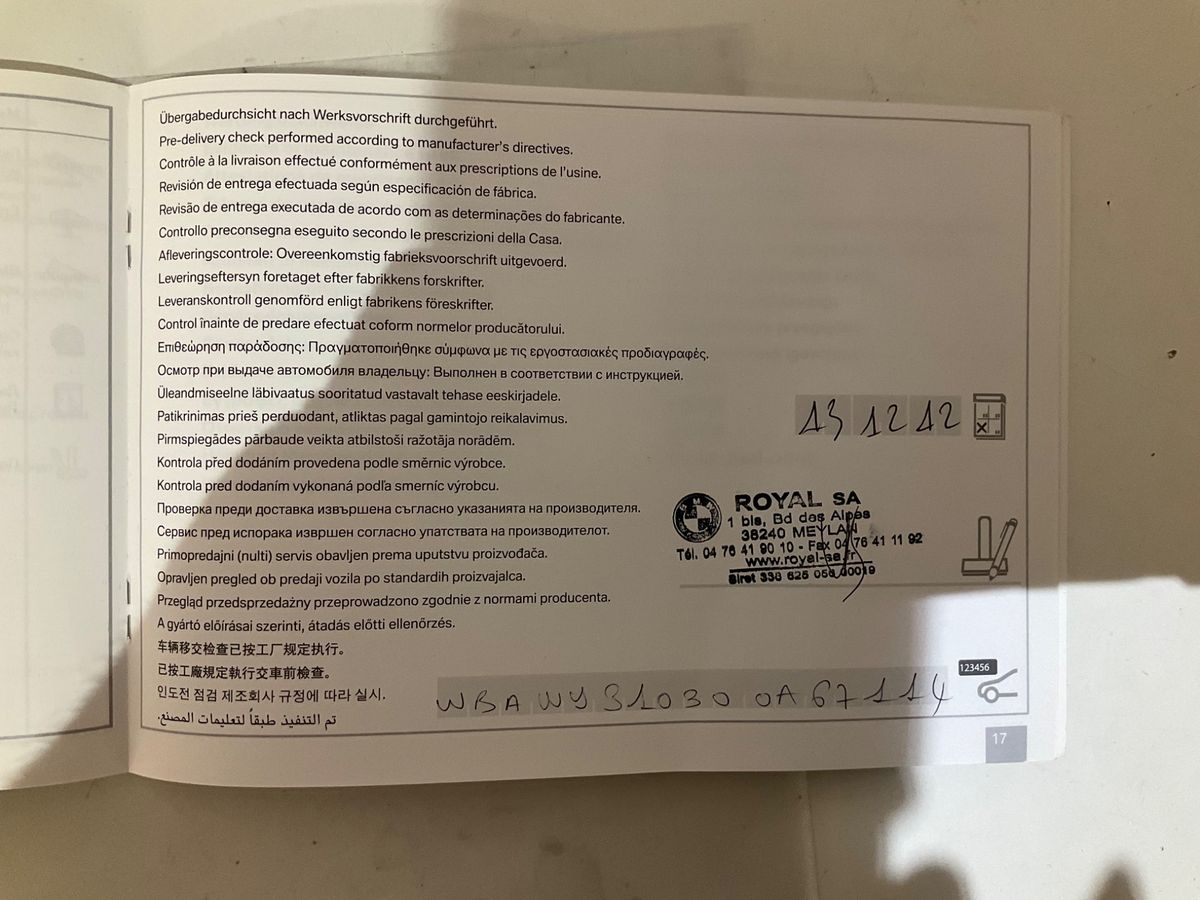 Übergabedurchsicht nach Werksvorschrift durchgeführt.
Pre-delivery check performed according to manufacturer's directives.
Contrôle à la livraison effectué conformément aux prescriptions de l'usine.
Revisión de entrega efectuada según especificación de fábrica.
Revisão de entrega executada de acordo com as determinações do fabricante.
Controllo preconsegna eseguito secondo le prescrizioni della Casa.
Afleveringscontrole: Overeenkomstig fabrieksvoorschrift uitgevoerd.
Leveringseftersyn foretaget efter fabrikkens forskrifter.
Leveranskontroll genomförd enligt fabrikens föreskrifter.
Control înainte de predare efectuat coform normelor producătorului.
Επιθεώρηση παράδοσης: Πραγματοποιήθηκε σύμφωνα με τις εργοστασιακές προδιαγραφές.
Осмотр при выдаче автомобиля владельцу: Выполнен в соответствии с инструкцией.
Üleandmiseelne läbivaatus sooritatud vastavalt tehase eeskirjadele.
Patikrinimas prieš perduodant, atliktas pagal gamintojo reikalavimus.
Pirmspiegādes pārbaude veikta atbilstoši ražotāja norādēm.
Kontrola před dodáním provedena podle směrnic výrobce.
Kontrola pred dodaním vykonaná podľa smerníc výrobcu.
Проверка преди доставка извършена съгласно указанията на производителя.
Сервис пред испорака извршен согласно упатствата на производителот.
Primopredajni (nulti) servis obavljen prema uputstvu proizvođača.
Opravljen pregled ob predaji vozila po standardih proizvajalca.
Przegląd przedsprzedażny przeprowadzono zgodnie z normami producenta.
A gyártó előírásai szerinti, átadás előtti ellenőrzés.
车辆移交检查已按工厂规定执行。
已按工廠規定執行交車前檢查。
인도전 점검 제조회사 규정에 따라 실시.
تم التنفيذ طبقاً لتعليمات المصنع.
13 12 12
BMW
ROYAL SA
1 bis, Bd des Alpes
38240 MEYLAN
Tél. 04 76 41 90 10 - Fax 04 76 41 11 92
www.royal-sa.fr
Siret 338 625 056 00019
123456
WBAWY310300A67114
17